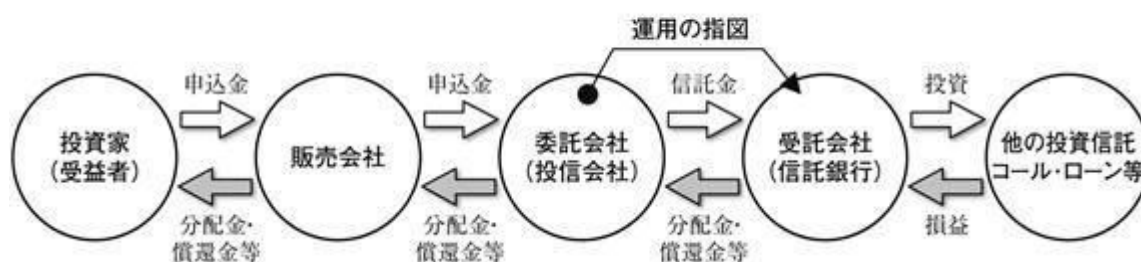 運用の指図
申込金
申込金
信託金
投資
投資家
(受益者)
販売会社
委託会社
(投信会社)
受託会社
(信託銀行)
他の投資信託
コール・ローン等
分配金・
償還金等
分配金・
償還金等
分配金・
償還金等
損益